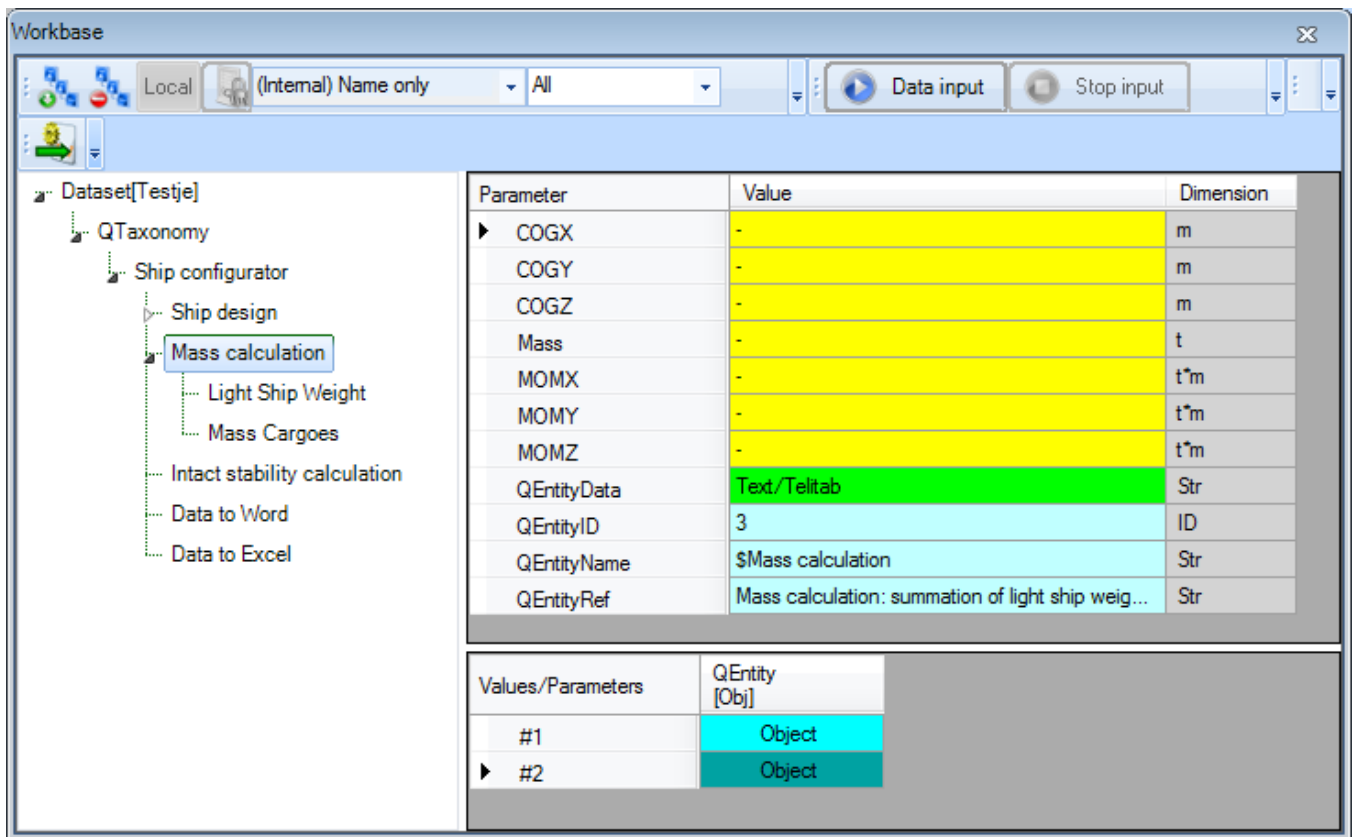 Workbase
Local (Internal) Name only All Data input Stop input
Dataset[Testje]
QTaxonomy
Ship configurator
Ship design
Mass calculation
Light Ship Weight
Mass Cargoes
Intact stability calculation
Data to Word
Data to Excel
Parameter Value Dimension
COGX - m
COGY - m
COGZ - m
Mass - t
MOMX - t*m
MOMY - t*m
MOMZ - t*m
QEntityData Text/Telitab Str
QEntityID 3 ID
QEntityName $Mass calculation Str
QEntityRef Mass calculation: summation of light ship weig... Str
Values/Parameters QEntity
[Obj]
#1 Object
#2 Object